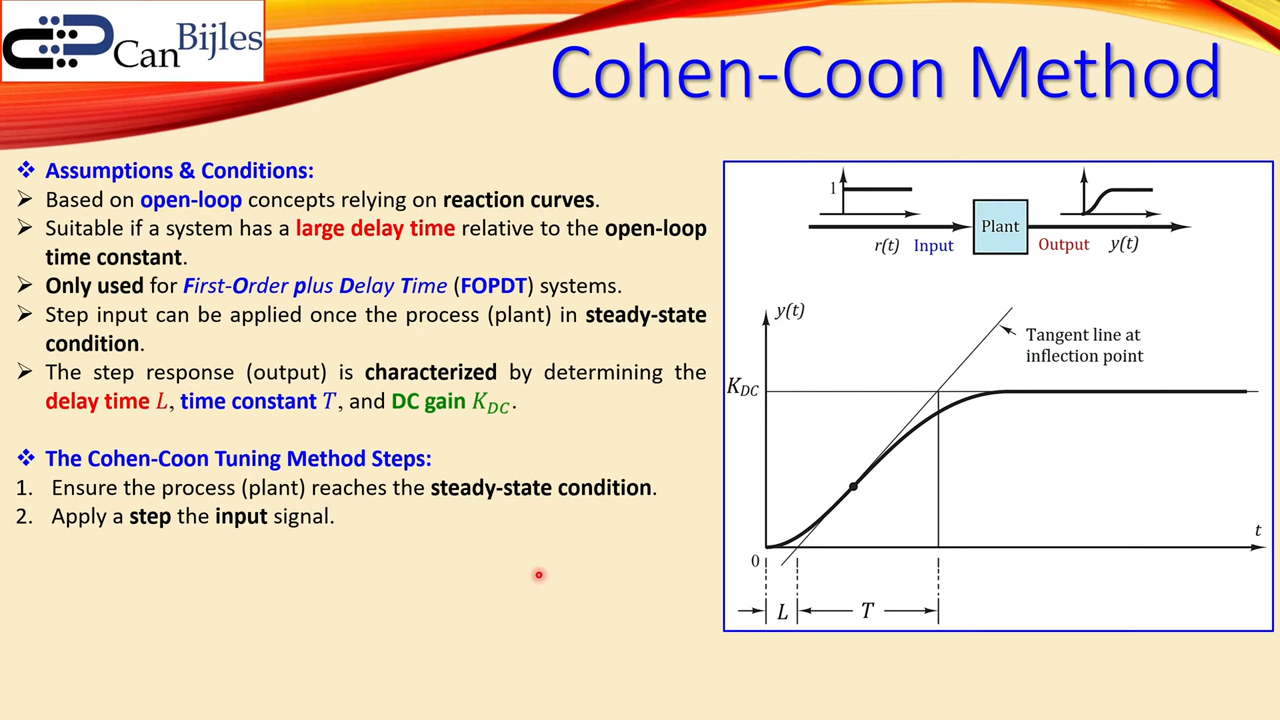 Can Bijles
Cohen-Coon Method
❖ Assumptions & Conditions:
➢ Based on open-loop concepts relying on reaction curves.
➢ Suitable if a system has a large delay time relative to the open-loop
time constant.
➢ Only used for First-Order plus Delay Time (FOPDT) systems.
➢ Step input can be applied once the process (plant) in steady-state
condition.
➢ The step response (output) is characterized by determining the
delay time L, time constant T, and DC gain K_DC.
❖ The Cohen-Coon Tuning Method Steps:
1. Ensure the process (plant) reaches the steady-state condition.
2. Apply a step the input signal.
1
Plant
r(t) Input
Output y(t)
y(t)
Tangent line at
inflection point
K_DC
t
0
L
T